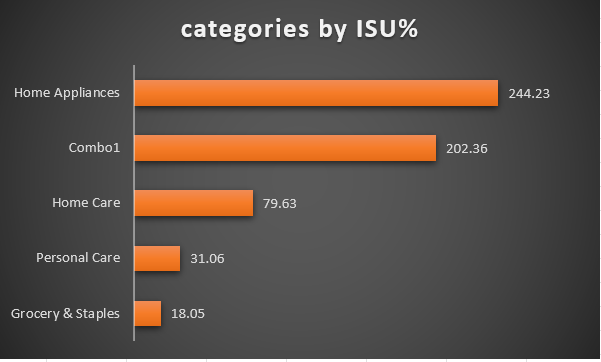 categories by ISU%
Home Appliances 244.23
Combo1 202.36
Home Care 79.63
Personal Care 31.06
Grocery & Staples 18.05